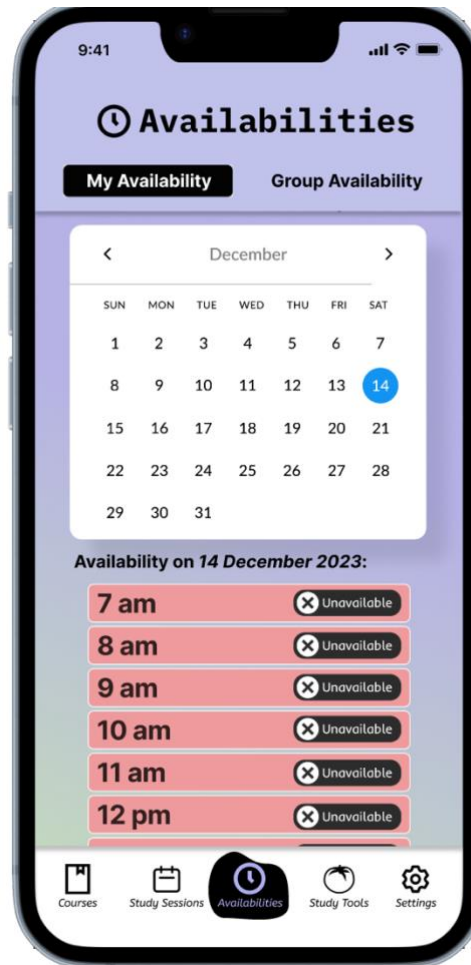 9:41
Availabilities
My Availability Group Availability
December
SUN MON TUE WED THU FRI SAT
1 2 3 4 5 6 7
8 9 10 11 12 13 14
15 16 17 18 19 20 21
22 23 24 25 26 27 28
29 30 31
Availability on 14 December 2023:
7 am Unavailable
8 am Unavailable
9 am Unavailable
10 am Unavailable
11 am Unavailable
12 pm Unavailable
Courses Study Sessions Availabilities Study Tools Settings